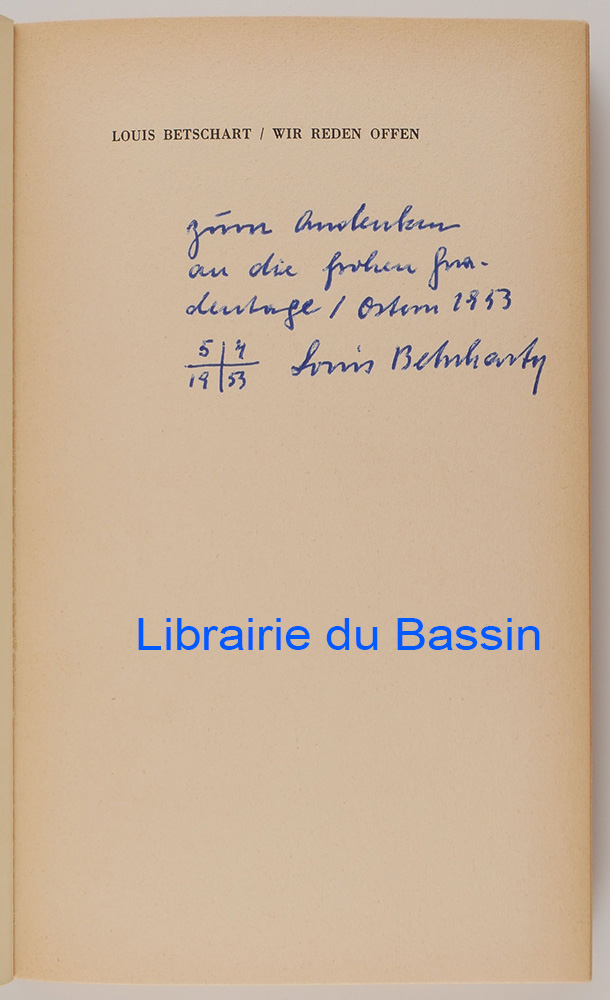 LOUIS BETSCHART / WIR REDEN OFFEN
zum Andenken
an die frohen Gna-
dentage / Ostern 1953
5 | 4
19 | 53
Louis Betschart
Librairie du Bassin